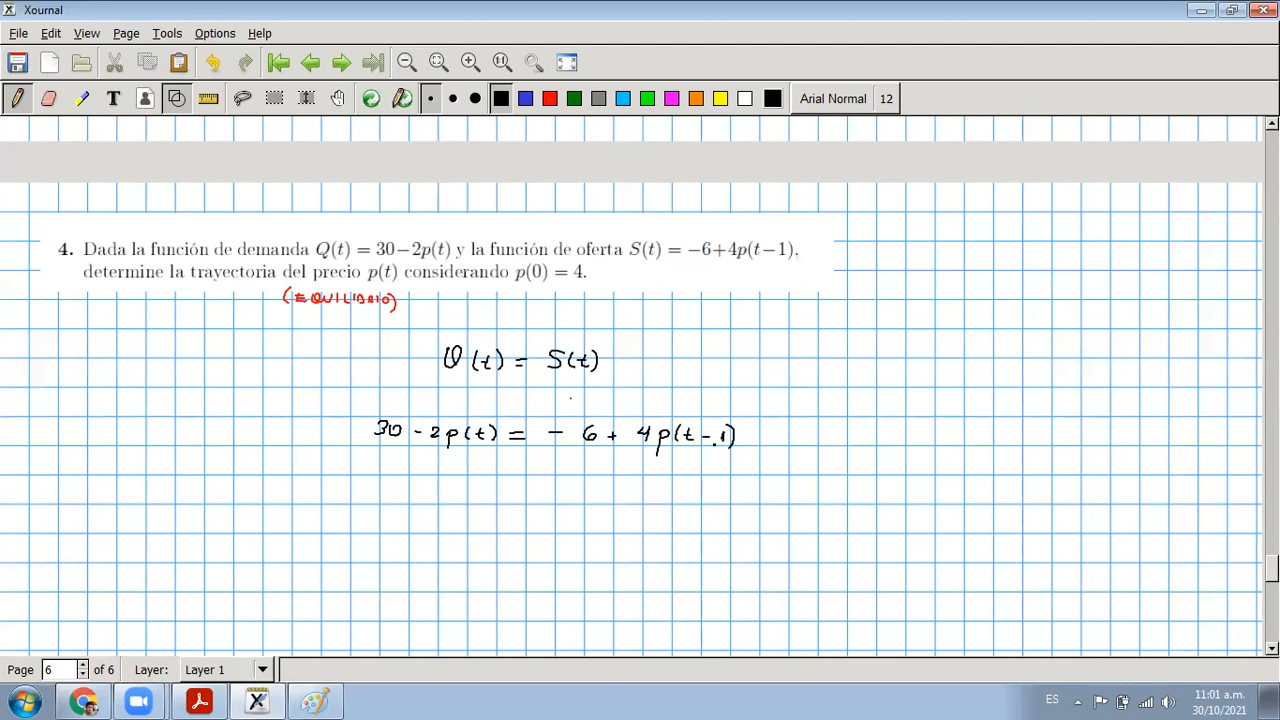 Xournal
File Edit View Page Tools Options Help
Arial Normal 12
4. Dada la función de demanda Q(t) = 30−2p(t) y la función de oferta S(t) = −6+4p(t−1),
determine la trayectoria del precio p(t) considerando p(0) = 4.
(EQUILIBRIO)
Q(t) = S(t)
30 - 2p(t) = - 6 + 4p(t-1)
Page 6 of 6 Layer: Layer 1
ES 11:01 a.m.
30/10/2021